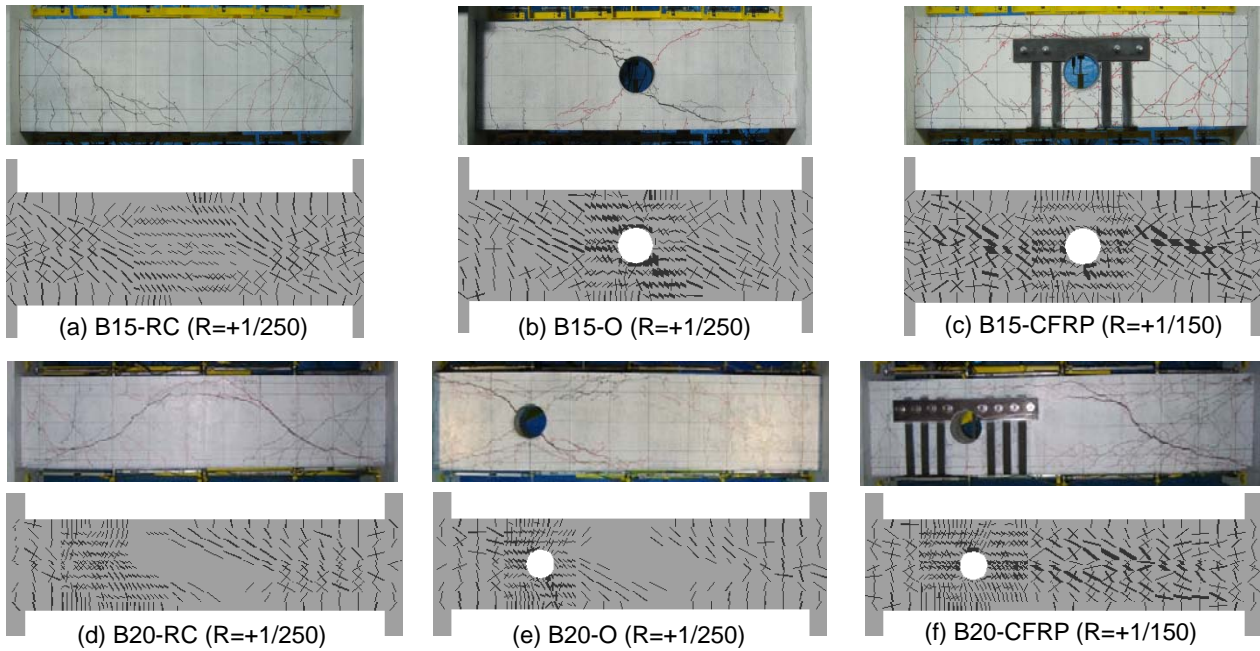 (a) B15-RC (R=+1/250)
(b) B15-O (R=+1/250)
(c) B15-CFRP (R=+1/150)
(d) B20-RC (R=+1/250)
(e) B20-O (R=+1/250)
(f) B20-CFRP (R=+1/150)